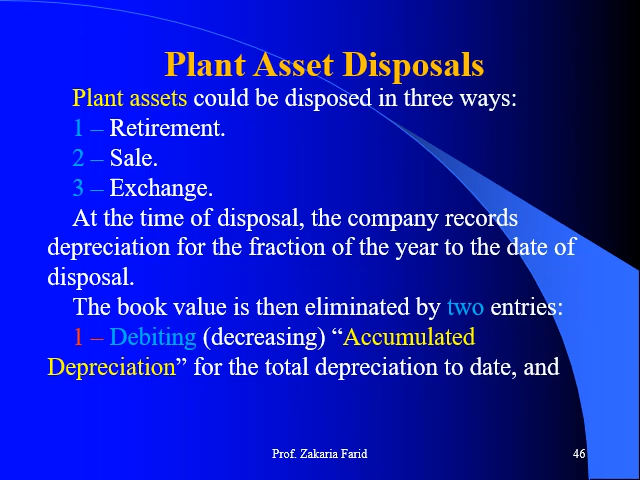 Plant Asset Disposals
Plant assets could be disposed in three ways:
1 – Retirement.
2 – Sale.
3 – Exchange.
At the time of disposal, the company records
depreciation for the fraction of the year to the date of
disposal.
The book value is then eliminated by two entries:
1 – Debiting (decreasing) “Accumulated
Depreciation” for the total depreciation to date, and
Prof. Zakaria Farid
46